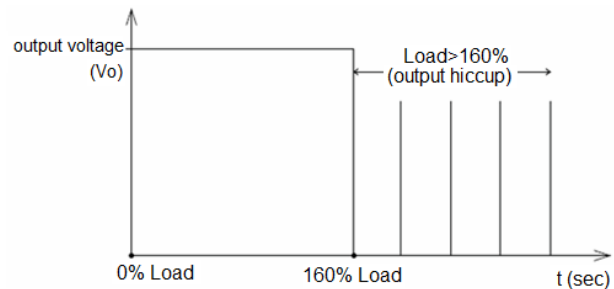 output voltage
(Vo)
Load>160%
(output hiccup)
0% Load
160% Load
t (sec)